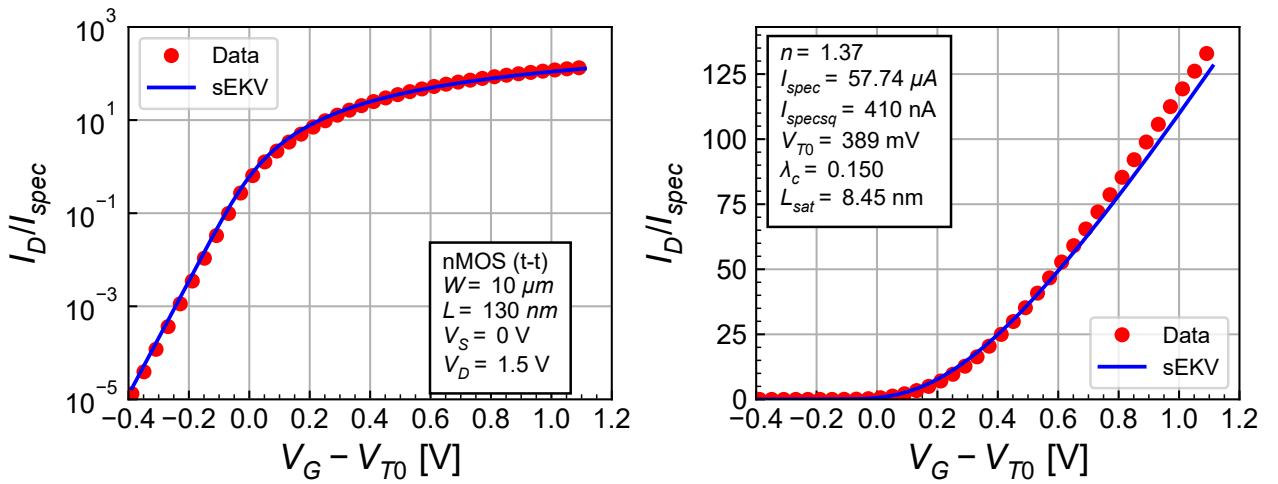 10³
10¹
10⁻¹
10⁻³
10⁻⁵
I_D/I_spec
Data
sEKV
nMOS (t-t)
W = 10 μm
L = 130 nm
V_S = 0 V
V_D = 1.5 V
−0.4 −0.2 0.0 0.2 0.4 0.6 0.8 1.0 1.2
V_G − V_T0 [V]
125
100
75
50
25
0
I_D/I_spec
n = 1.37
I_spec = 57.74 μA
I_specsq = 410 nA
V_T0 = 389 mV
λ_c = 0.150
L_sat = 8.45 nm
Data
sEKV
−0.4 −0.2 0.0 0.2 0.4 0.6 0.8 1.0 1.2
V_G − V_T0 [V]